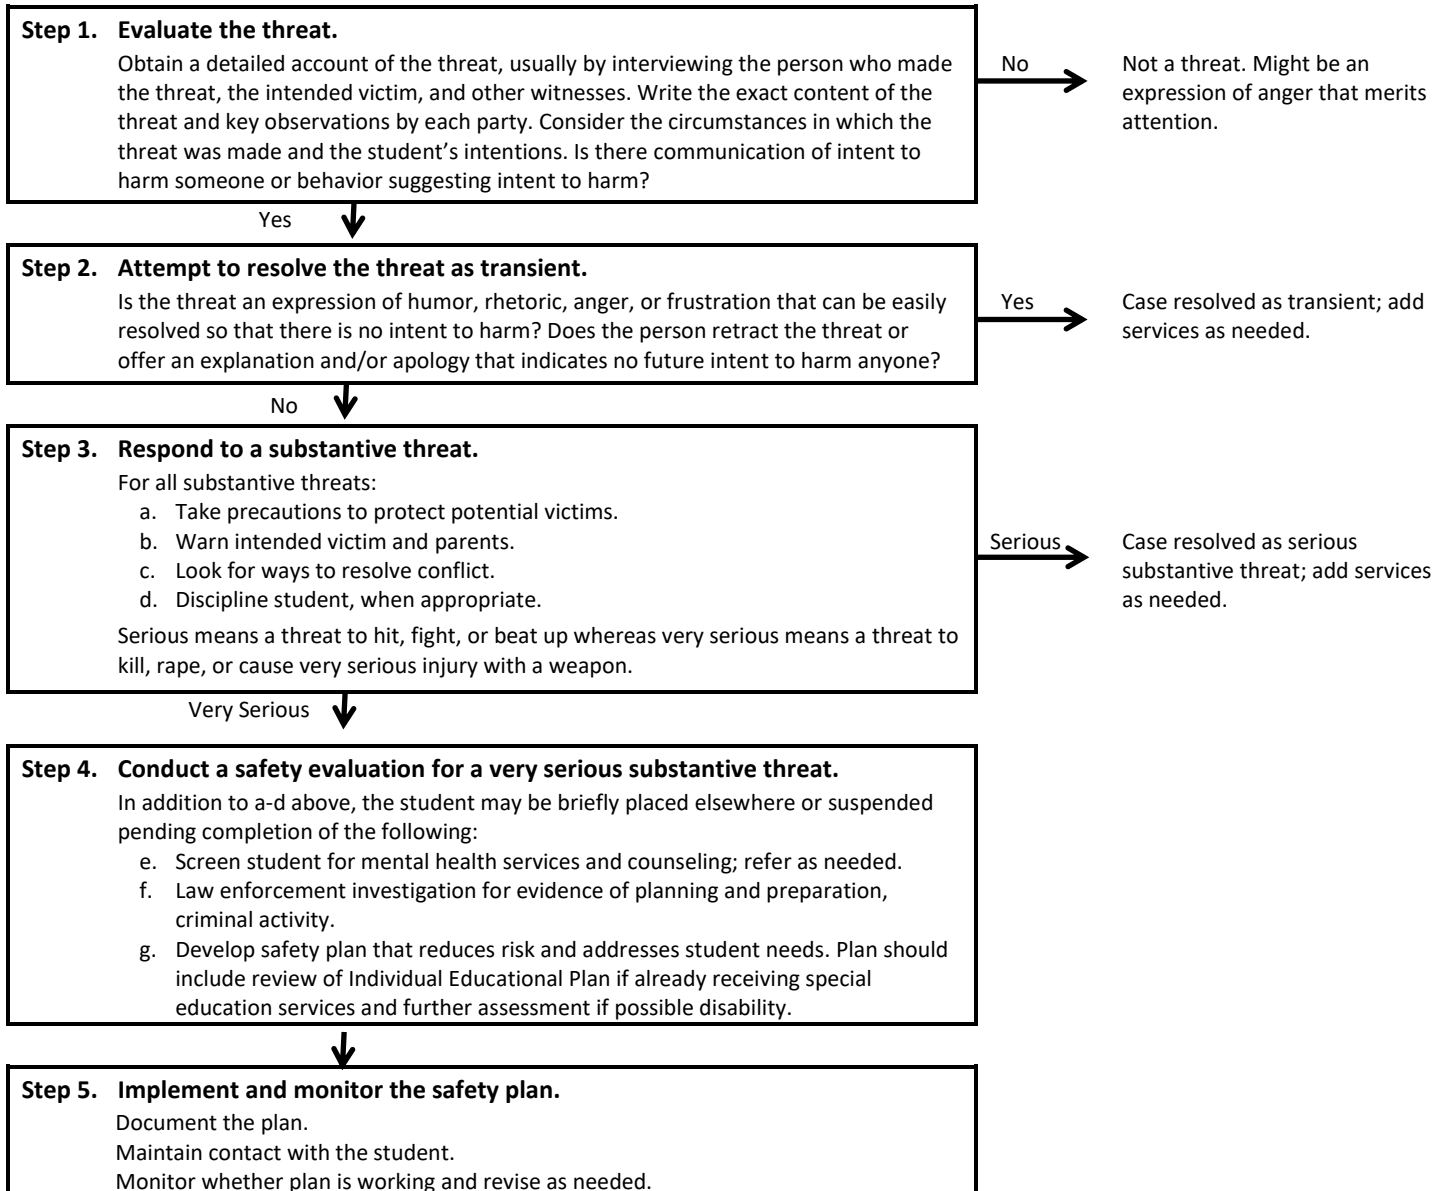 Step 1. Evaluate the threat.
Obtain a detailed account of the threat, usually by interviewing the person who made
the threat, the intended victim, and other witnesses. Write the exact content of the
threat and key observations by each party. Consider the circumstances in which the
threat was made and the student’s intentions. Is there communication of intent to
harm someone or behavior suggesting intent to harm?
No
Not a threat. Might be an
expression of anger that merits
attention.
Yes
Step 2. Attempt to resolve the threat as transient.
Is the threat an expression of humor, rhetoric, anger, or frustration that can be easily
resolved so that there is no intent to harm? Does the person retract the threat or
offer an explanation and/or apology that indicates no future intent to harm anyone?
Yes
Case resolved as transient; add
services as needed.
No
Step 3. Respond to a substantive threat.
For all substantive threats:
a. Take precautions to protect potential victims.
b. Warn intended victim and parents.
c. Look for ways to resolve conflict.
d. Discipline student, when appropriate.
Serious means a threat to hit, fight, or beat up whereas very serious means a threat to
kill, rape, or cause very serious injury with a weapon.
Serious
Case resolved as serious
substantive threat; add services
as needed.
Very Serious
Step 4. Conduct a safety evaluation for a very serious substantive threat.
In addition to a-d above, the student may be briefly placed elsewhere or suspended
pending completion of the following:
e. Screen student for mental health services and counseling; refer as needed.
f. Law enforcement investigation for evidence of planning and preparation,
criminal activity.
g. Develop safety plan that reduces risk and addresses student needs. Plan should
include review of Individual Educational Plan if already receiving special
education services and further assessment if possible disability.
Step 5. Implement and monitor the safety plan.
Document the plan.
Maintain contact with the student.
Monitor whether plan is working and revise as needed.